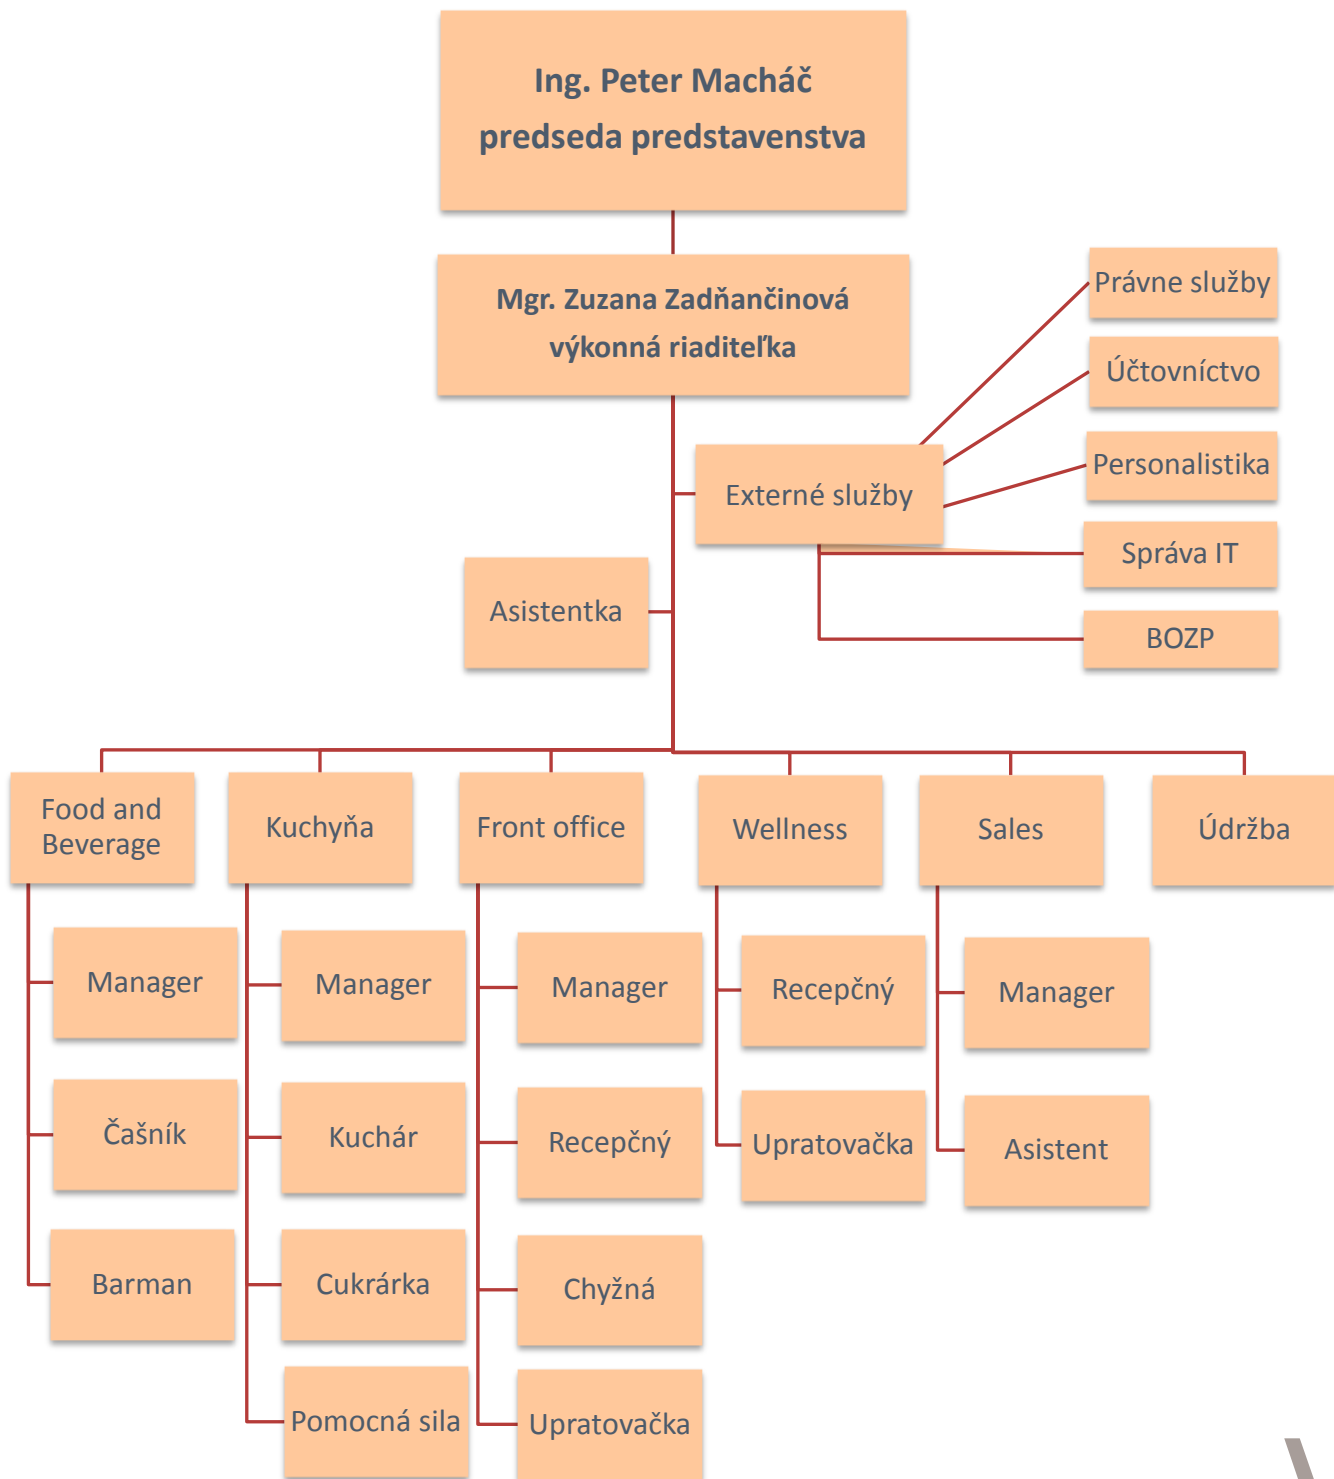 Ing. Peter Macháč
predseda predstavenstva
Mgr. Zuzana Zadňančinová
výkonná riaditeľka
Právne služby
Účtovníctvo
Personalistika
Externé služby
Správa IT
BOZP
Asistentka
Food and
Beverage
Kuchyňa
Front office
Wellness
Sales
Údržba
Manager
Čašník
Barman
Manager
Kuchár
Cukrárka
Pomocná sila
Manager
Recepčný
Chyžná
Upratovačka
Recepčný
Upratovačka
Manager
Asistent